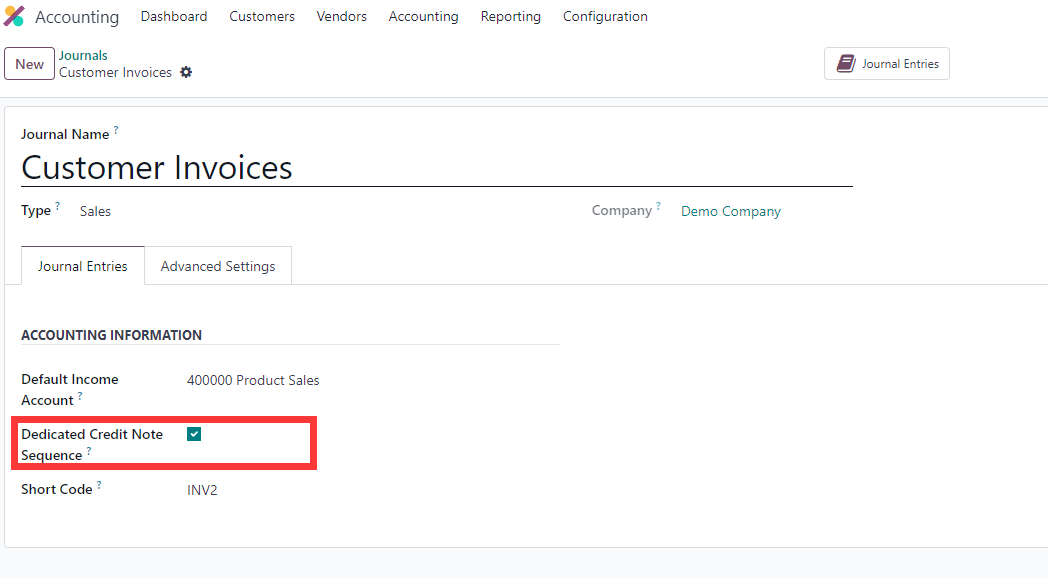 Accounting Dashboard Customers Vendors Accounting Reporting Configuration
New
Journals
Customer Invoices
Journal Entries
Journal Name ?
Customer Invoices
Type ? Sales
Company ? Demo Company
Journal Entries Advanced Settings
ACCOUNTING INFORMATION
Default Income
Account ?
400000 Product Sales
Dedicated Credit Note
Sequence ?
Short Code ? INV2